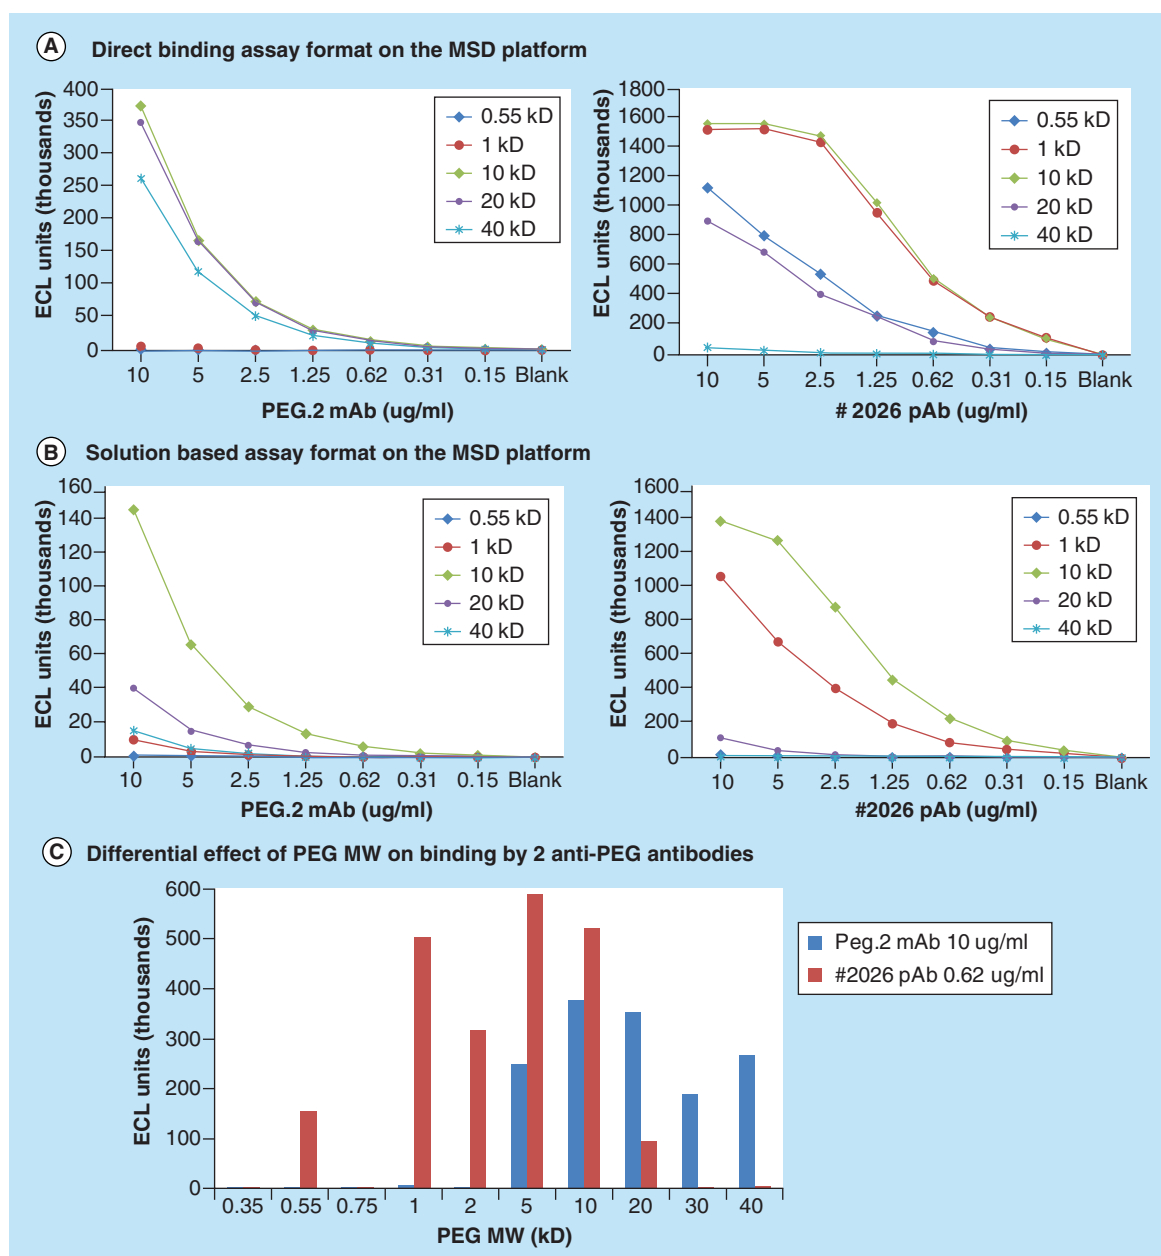 A Direct binding assay format on the MSD platform
ECL units (thousands)
400
350
300
250
200
150
100
50
0
10 5 2.5 1.25 0.62 0.31 0.15 Blank
PEG.2 mAb (ug/ml)
0.55 kD
1 kD
10 kD
20 kD
40 kD
ECL units (thousands)
1800
1600
1400
1200
1000
800
600
400
200
0
10 5 2.5 1.25 0.62 0.31 0.15 Blank
# 2026 pAb (ug/ml)
0.55 kD
1 kD
10 kD
20 kD
40 kD
B Solution based assay format on the MSD platform
ECL units (thousands)
160
140
120
100
80
60
40
20
0
10 5 2.5 1.25 0.62 0.31 0.15 Blank
PEG.2 mAb (ug/ml)
0.55 kD
1 kD
10 kD
20 kD
40 kD
ECL units (thousands)
1600
1400
1200
1000
800
600
400
200
0
10 5 2.5 1.25 0.62 0.31 0.15 Blank
#2026 pAb (ug/ml)
0.55 kD
1 kD
10 kD
20 kD
40 kD
C Differential effect of PEG MW on binding by 2 anti-PEG antibodies
ECL units (thousands)
600
500
400
300
200
100
0
0.35 0.55 0.75 1 2 5 10 20 30 40
PEG MW (kD)
Peg.2 mAb 10 ug/ml
#2026 pAb 0.62 ug/ml